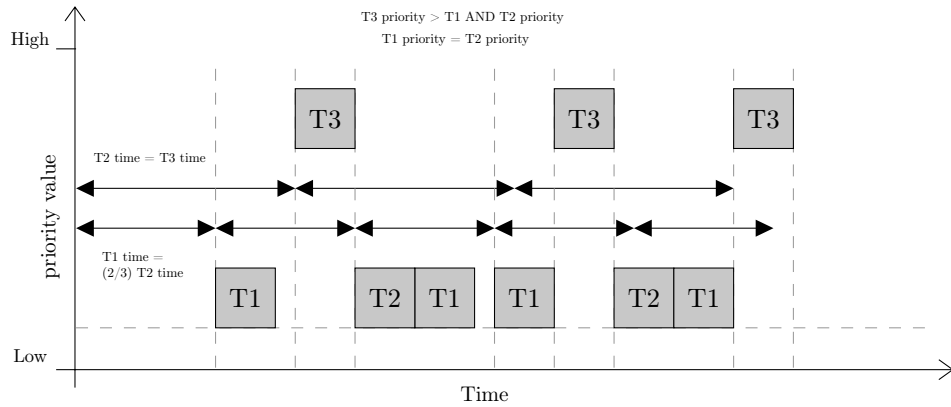 T3 priority > T1 AND T2 priority
High
T1 priority = T2 priority
T3
T3
T3
T2 time = T3 time
priority value
T1 time =
(2/3) T2 time
T1
T2
T1
T1
T2
T1
Low
Time